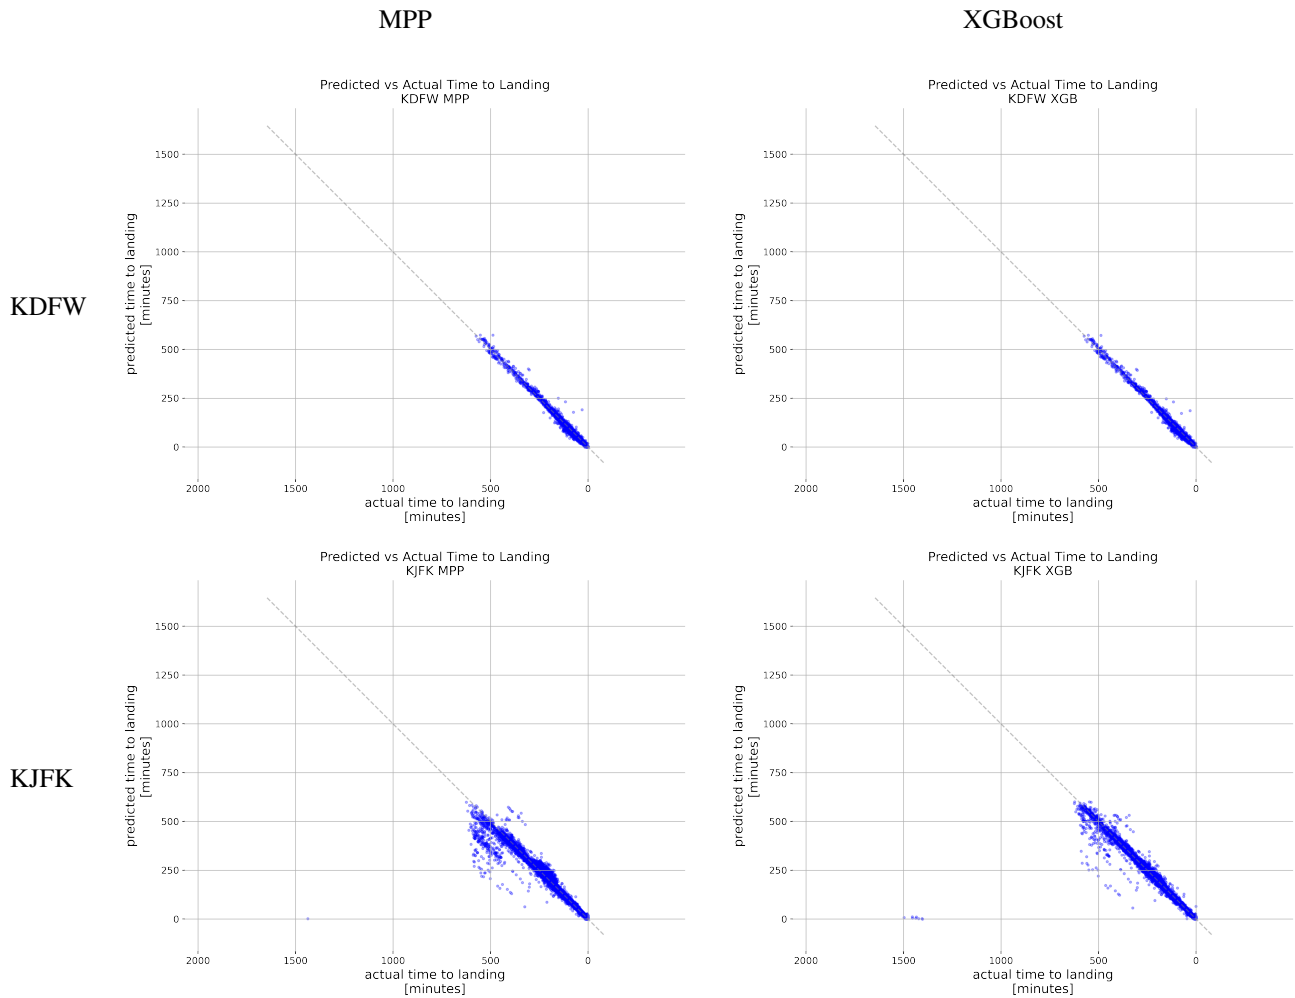 MPP
XGBoost
Predicted vs Actual Time to Landing
KDFW MPP
1500
1250
1000
750
500
250
0
predicted time to landing
[minutes]
2000 1500 1000 500 0
actual time to landing
[minutes]
Predicted vs Actual Time to Landing
KDFW XGB
1500
1250
1000
750
500
250
0
predicted time to landing
[minutes]
2000 1500 1000 500 0
actual time to landing
[minutes]
KDFW
Predicted vs Actual Time to Landing
KJFK MPP
1500
1250
1000
750
500
250
0
predicted time to landing
[minutes]
2000 1500 1000 500 0
actual time to landing
[minutes]
Predicted vs Actual Time to Landing
KJFK XGB
1500
1250
1000
750
500
250
0
predicted time to landing
[minutes]
2000 1500 1000 500 0
actual time to landing
[minutes]
KJFK